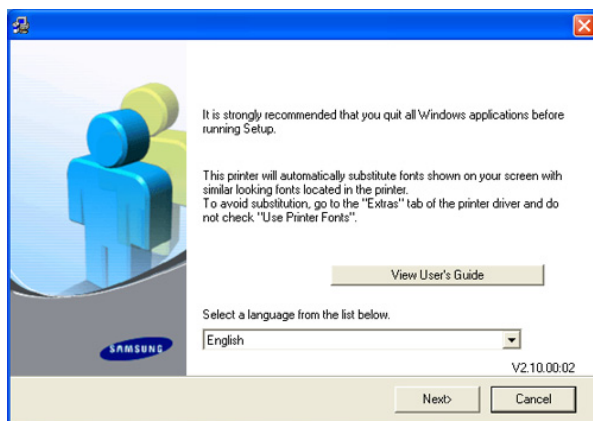 It is strongly recommended that you quit all Windows applications before
running Setup.
This printer will automatically substitute fonts shown on your screen with
similar looking fonts located in the printer.
To avoid substitution, go to the "Extras" tab of the printer driver and do
not check "Use Printer Fonts".
View User's Guide
Select a language from the list below.
English
SAMSUNG
V2.10.00:02
Next>
Cancel